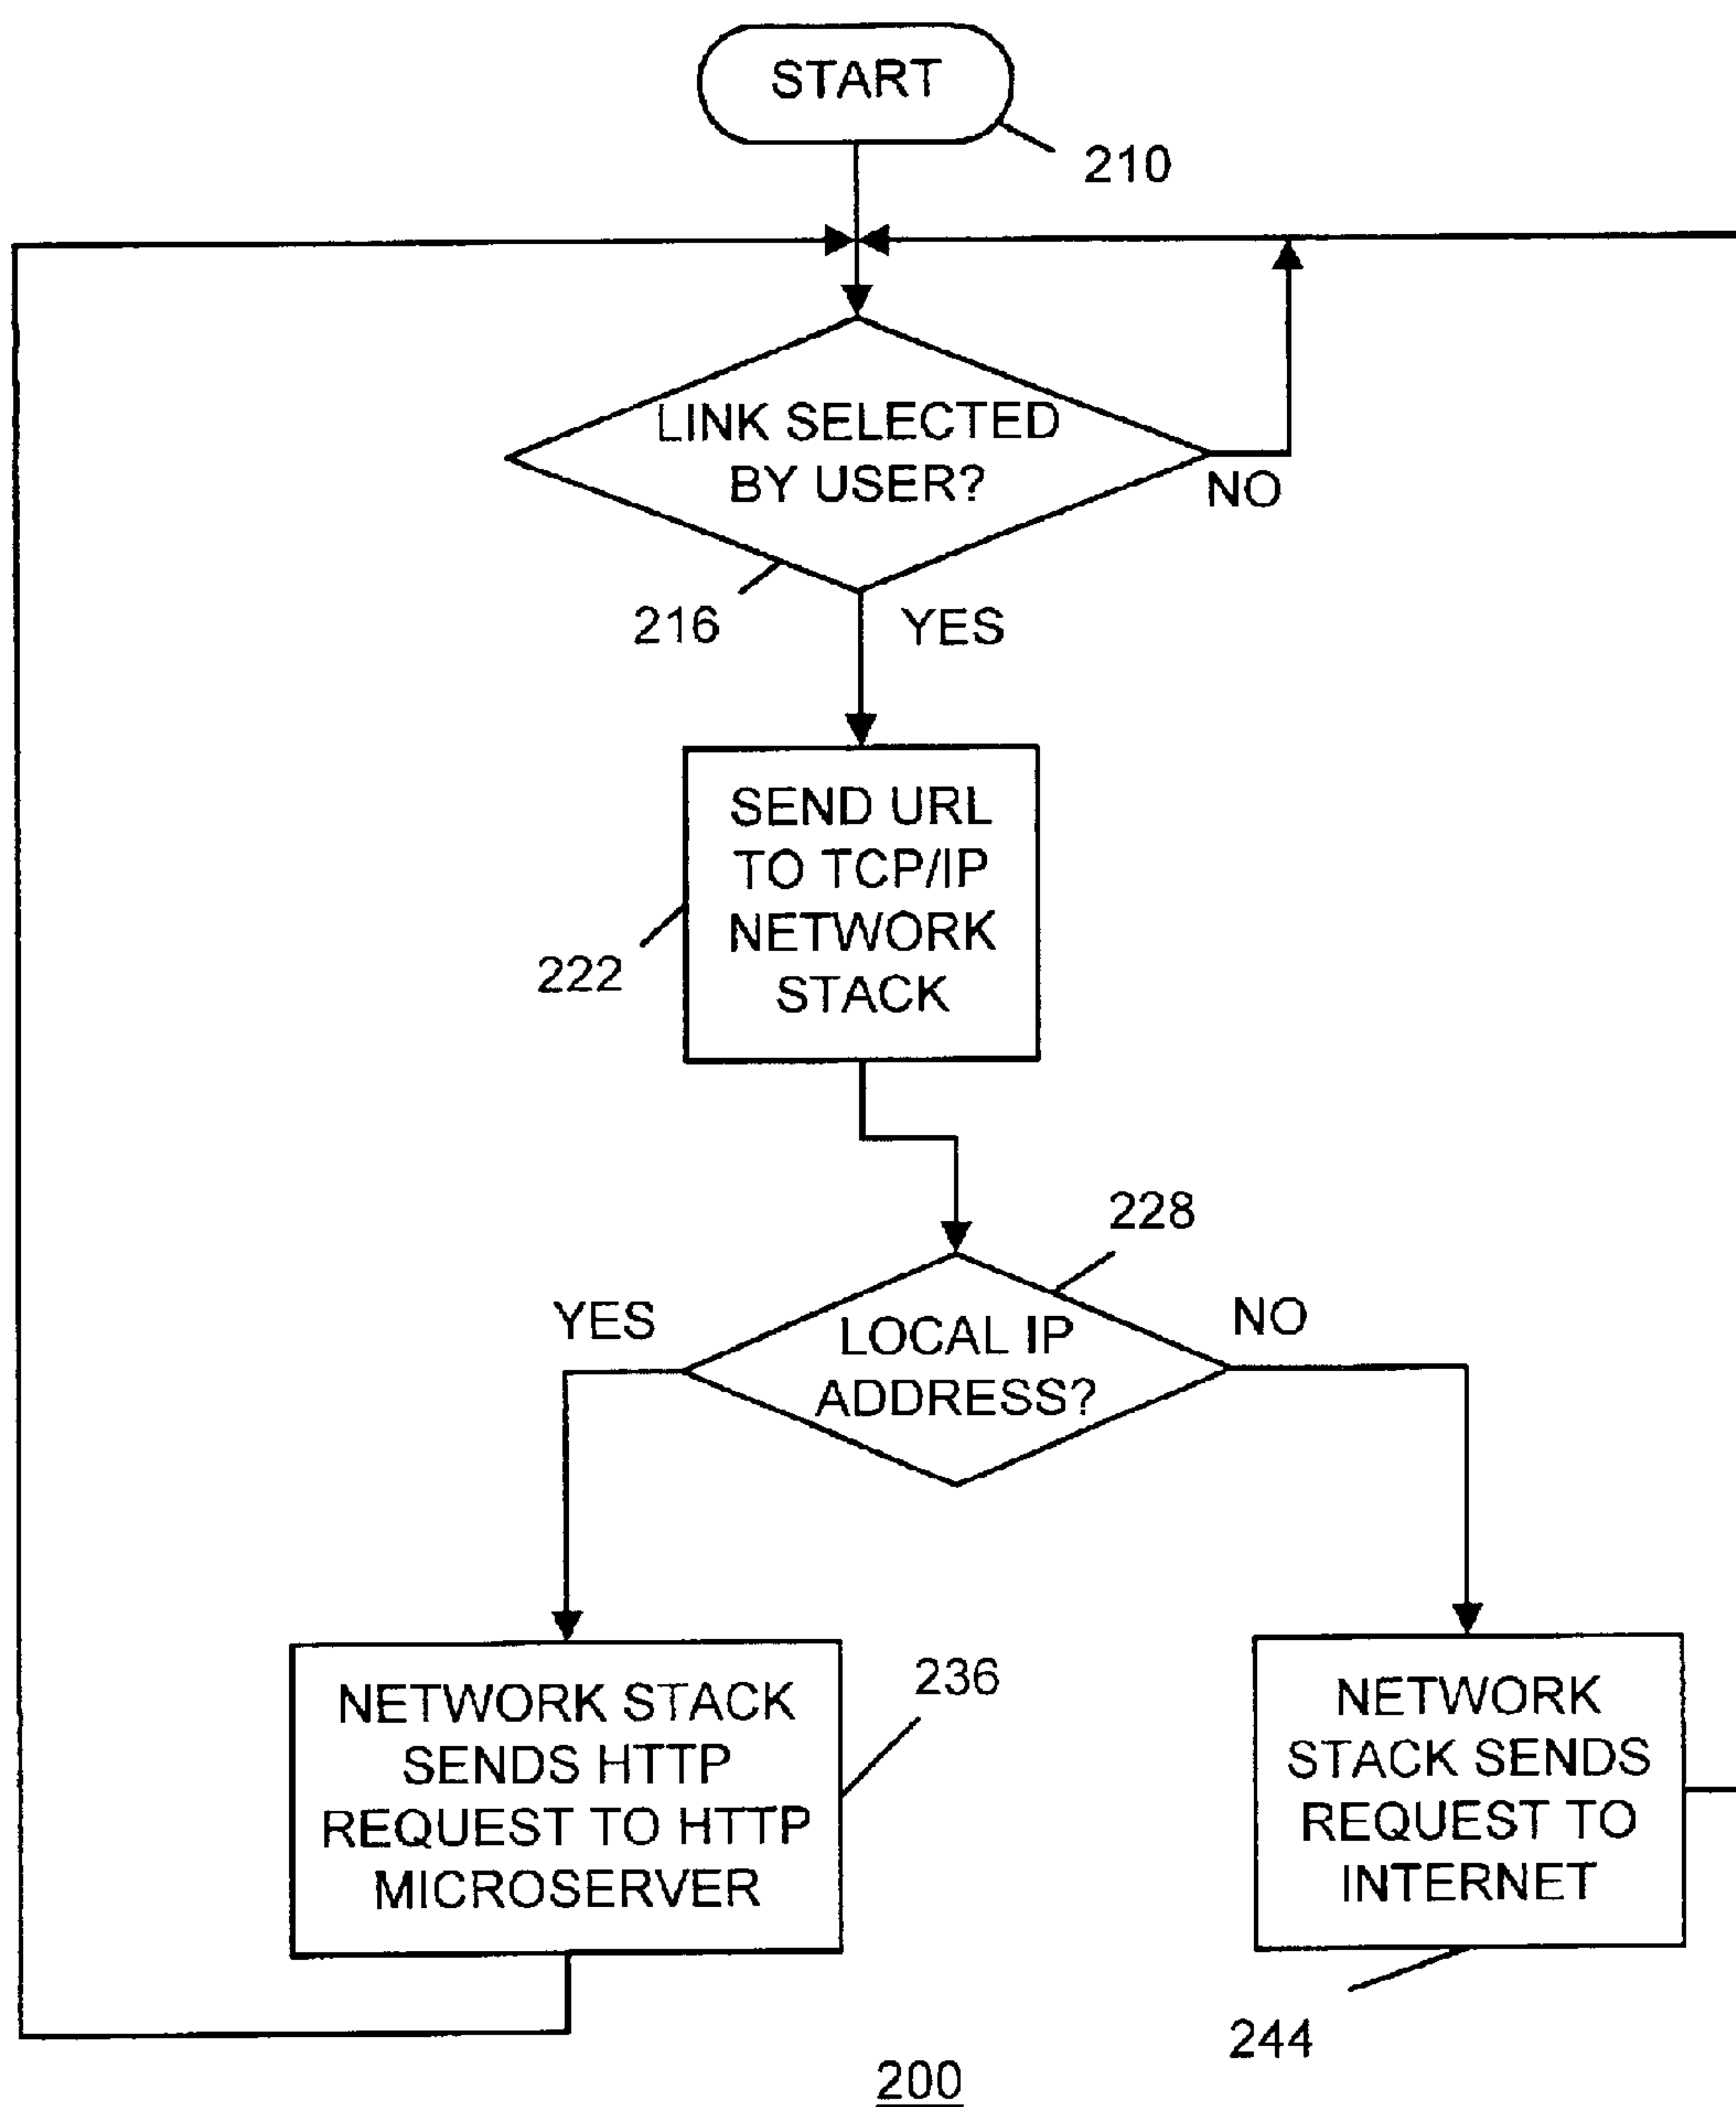 START
210
LINK SELECTED
BY USER?
NO
216
YES
SEND URL
TO TCP/IP
NETWORK
STACK
222
228
YES
LOCAL IP
ADDRESS?
NO
NETWORK STACK
SENDS HTTP
REQUEST TO HTTP
MICROSERVER
236
NETWORK
STACK SENDS
REQUEST TO
INTERNET
244
200